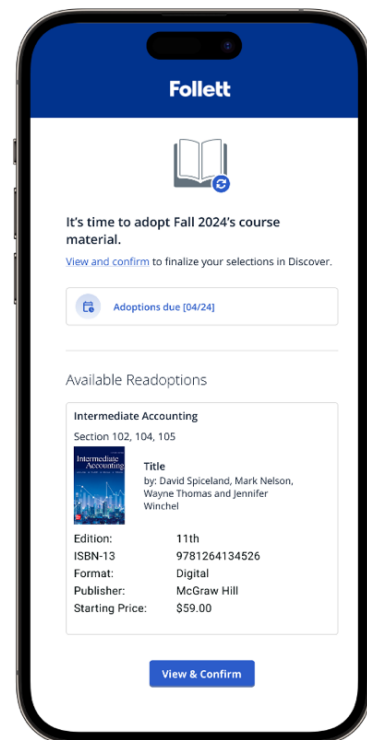 Follett
It's time to adopt Fall 2024's course
material.
View and confirm to finalize your selections in Discover.
Adoptions due [04/24]
Available Readoptions
Intermediate Accounting
Section 102, 104, 105
Intermediate
Accounting
Title
by: David Spiceland, Mark Nelson,
Wayne Thomas and Jennifer
Winchel
Edition: 11th
ISBN-13 9781264134526
Format: Digital
Publisher: McGraw Hill
Starting Price: $59.00
View & Confirm